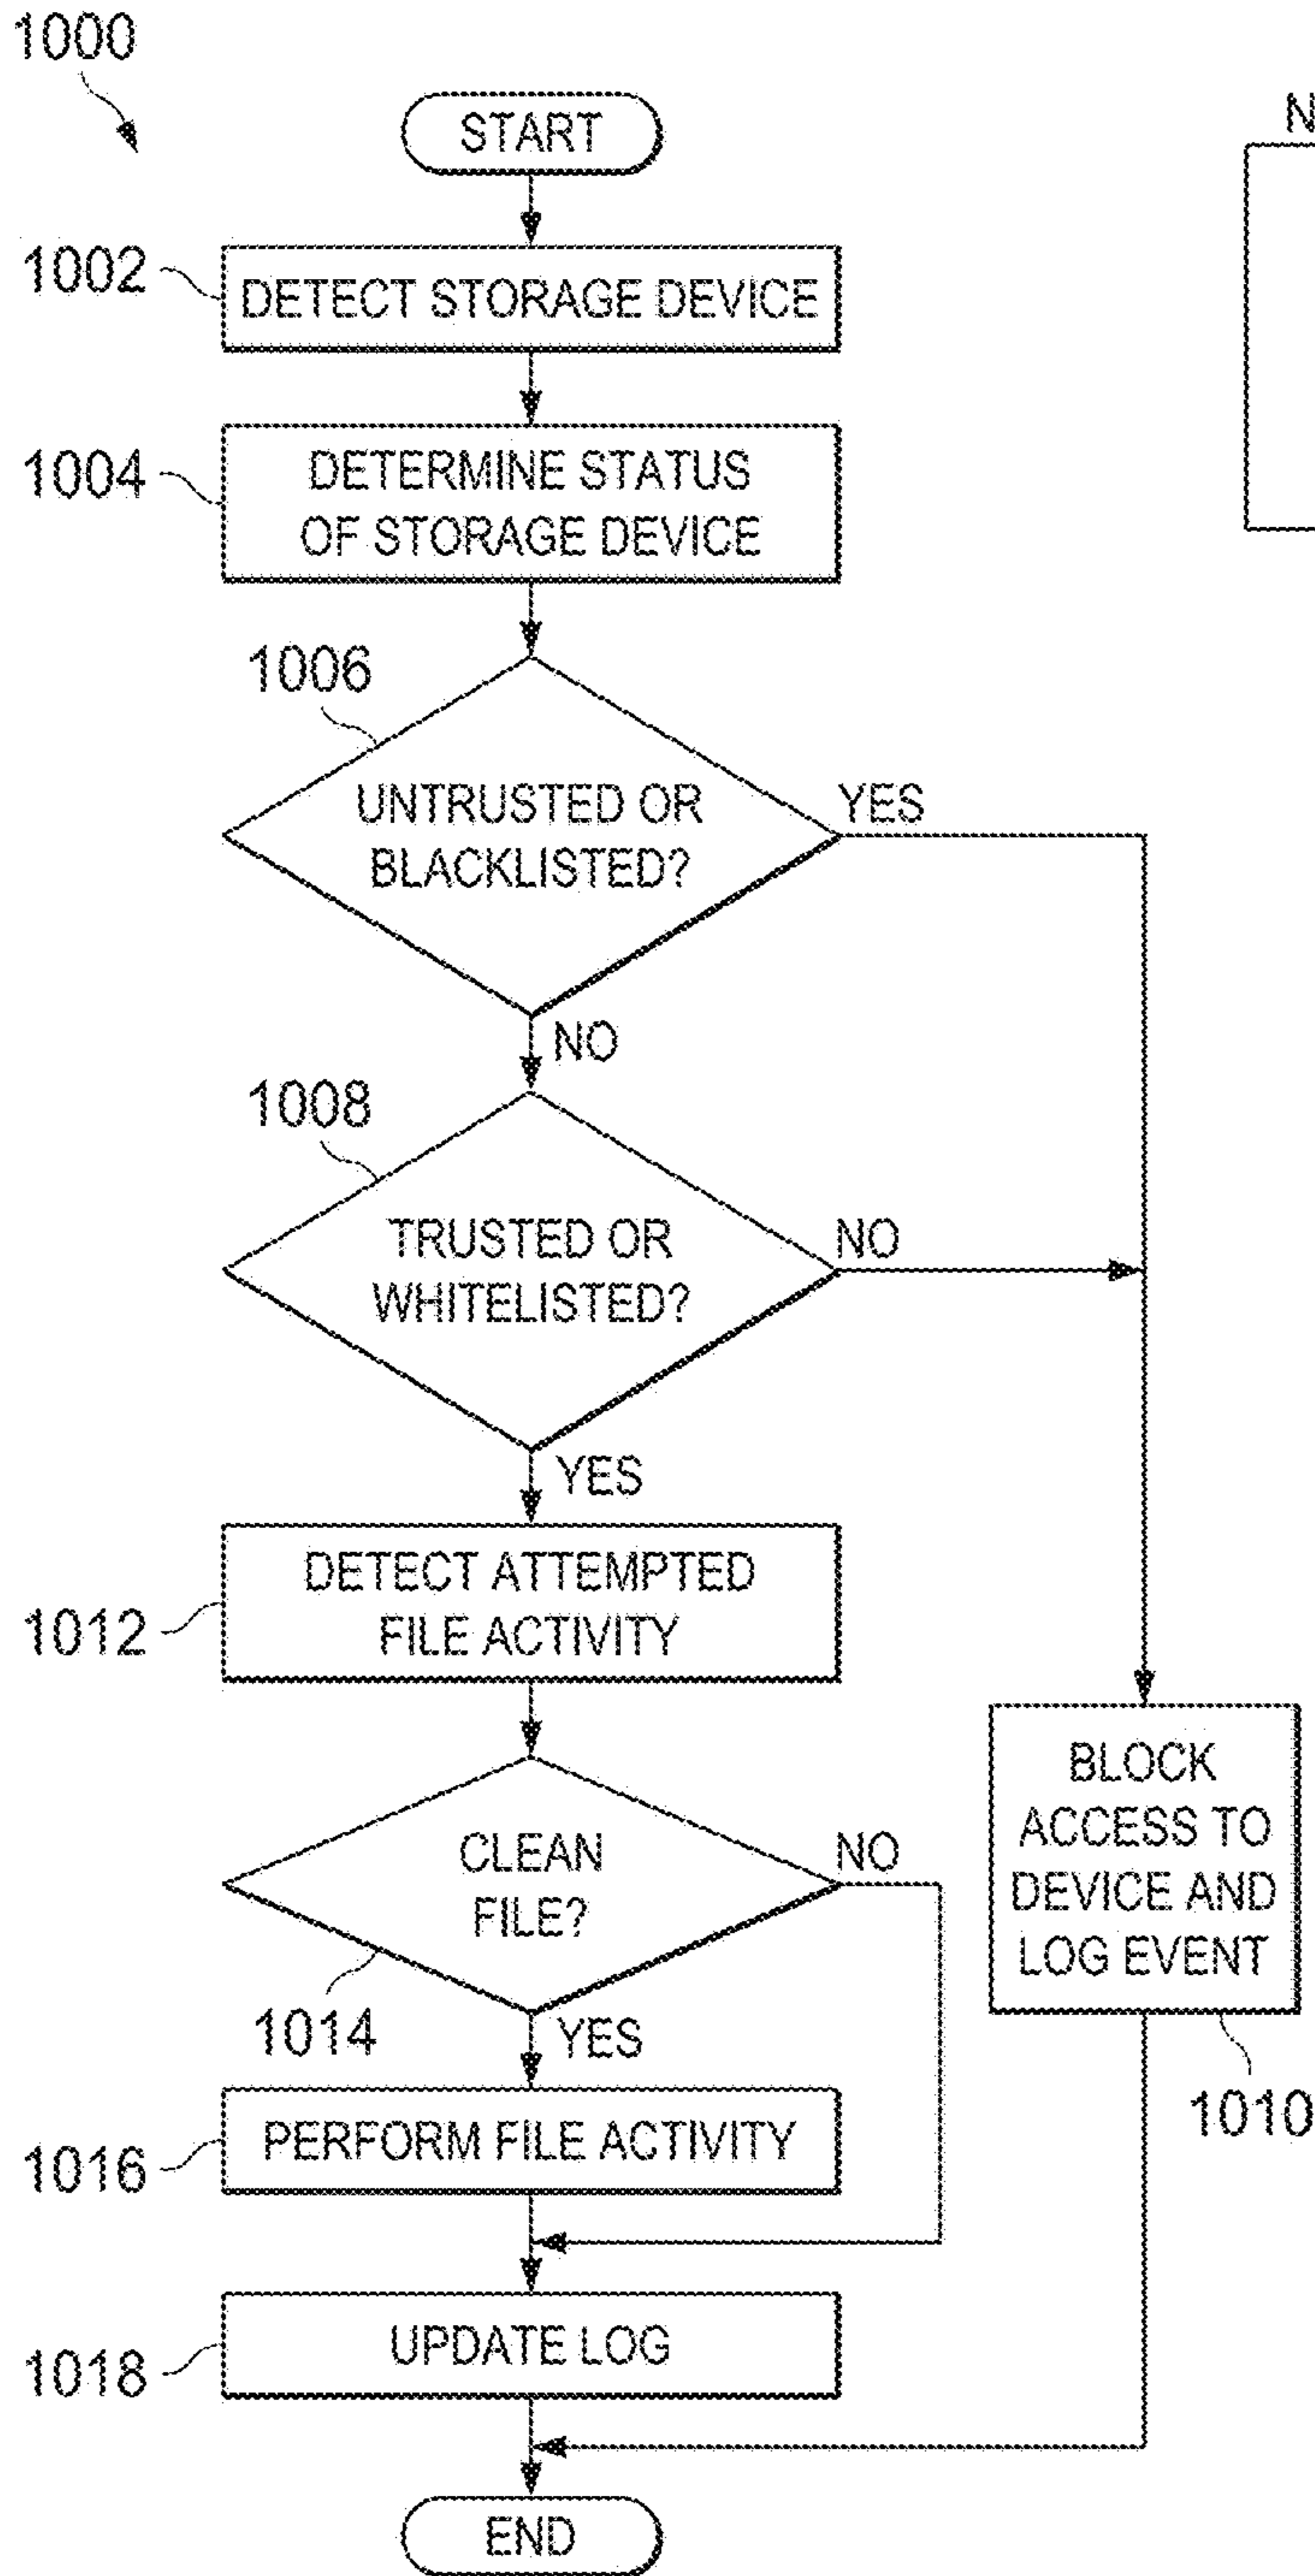 1000
START
1002
DETECT STORAGE DEVICE
1004
DETERMINE STATUS
OF STORAGE DEVICE
1006
UNTRUSTED OR
BLACKLISTED?
YES
NO
1008
TRUSTED OR
WHITELISTED?
NO
YES
1012
DETECT ATTEMPTED
FILE ACTIVITY
CLEAN
FILE?
NO
1014
YES
BLOCK
ACCESS TO
DEVICE AND
LOG EVENT
1010
1016
PERFORM FILE ACTIVITY
1018
UPDATE LOG
END